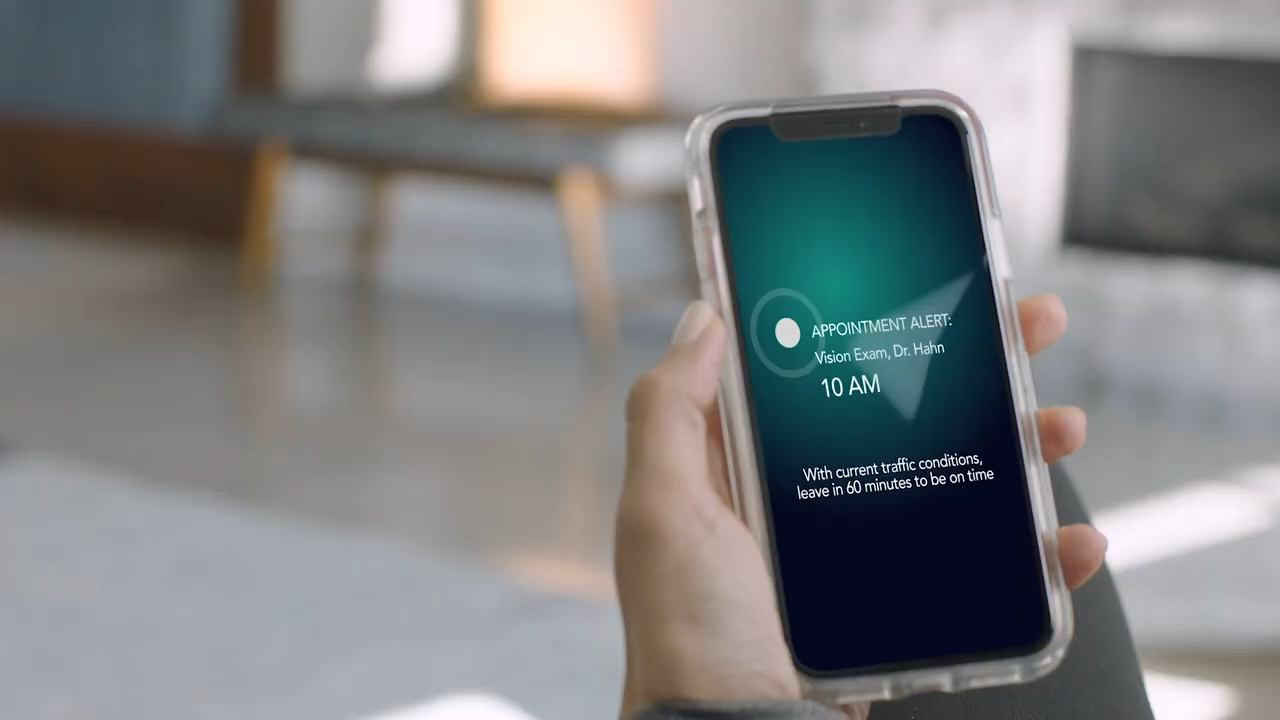 APPOINTMENT ALERT:
Vision Exam, Dr. Hahn
10 AM
With current traffic conditions,
leave in 60 minutes to be on time